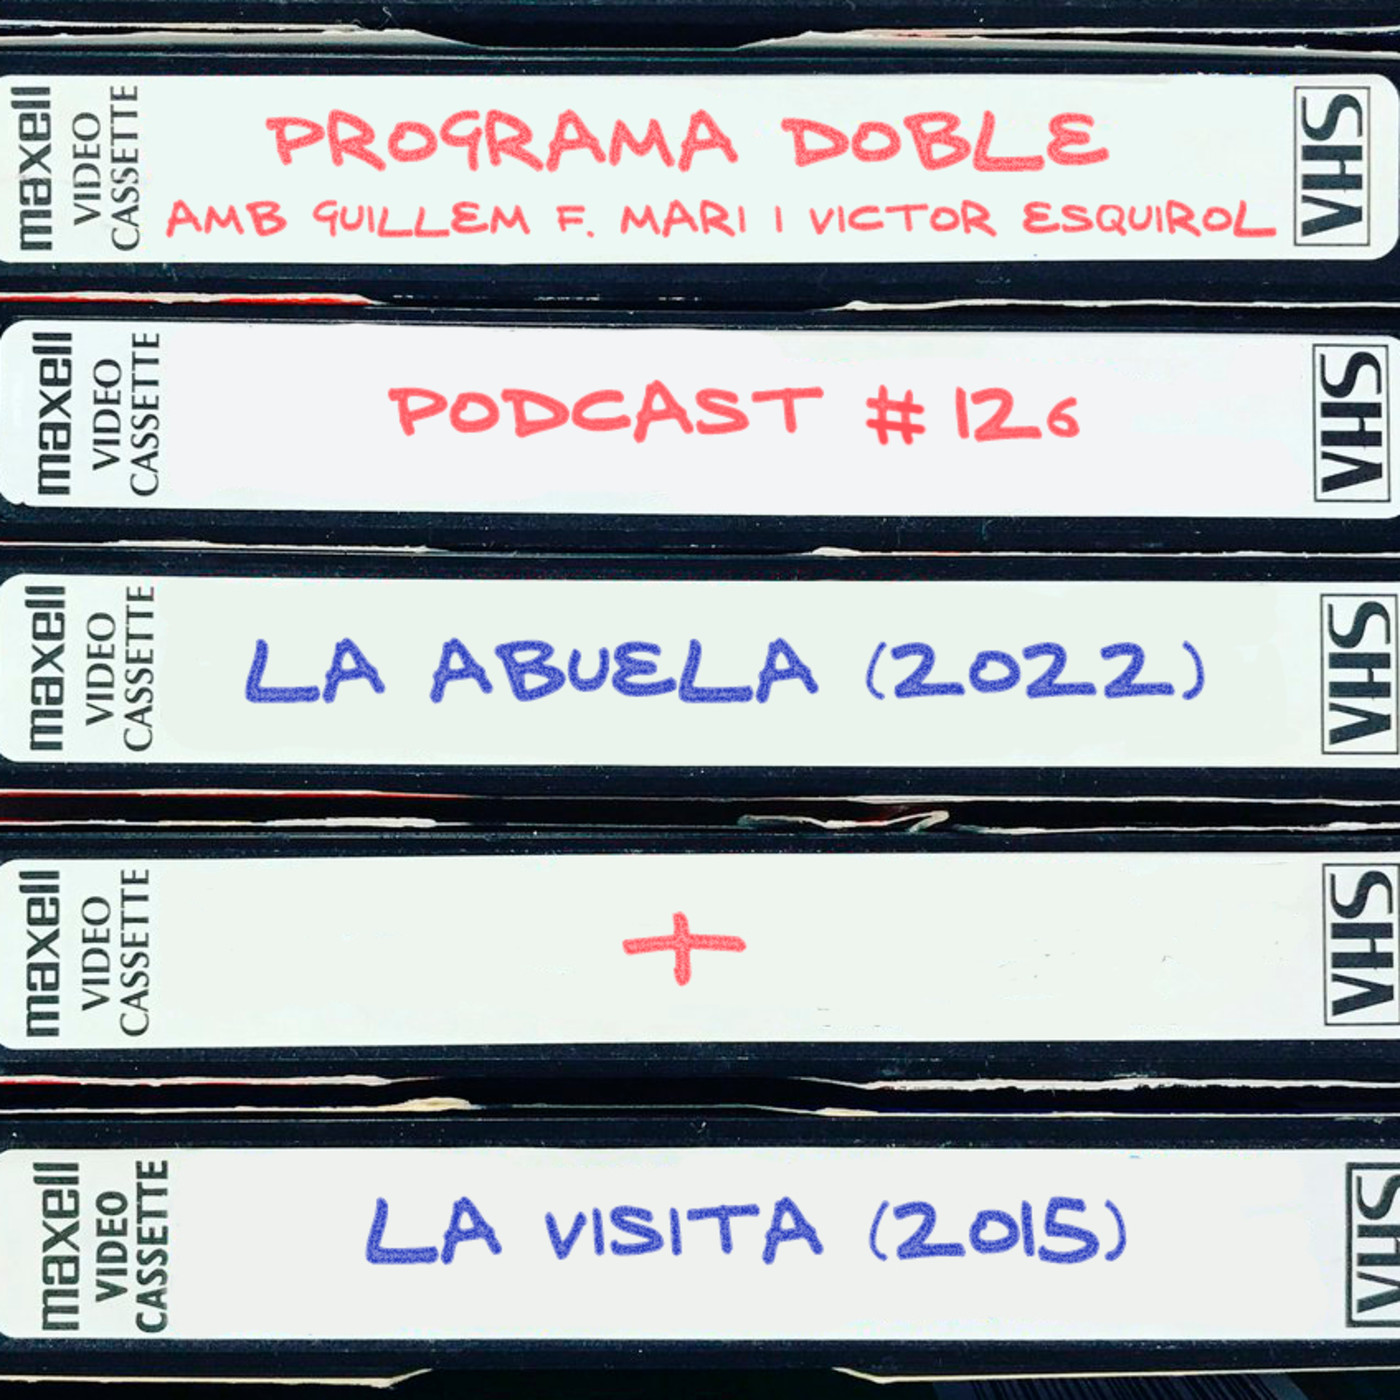 maxell
VIDEO
CASSETTE
PROGRAMA DOBLE
AMB GUILLEM F. MARI I VICTOR ESQUIROL
VHS
maxell
VIDEO
CASSETTE
PODCAST #126
VHS
maxell
VIDEO
CASSETTE
LA ABUELA (2022)
VHS
maxell
VIDEO
CASSETTE
+
VHS
maxell
VIDEO
CASSETTE
LA VISITA (2015)
VHS